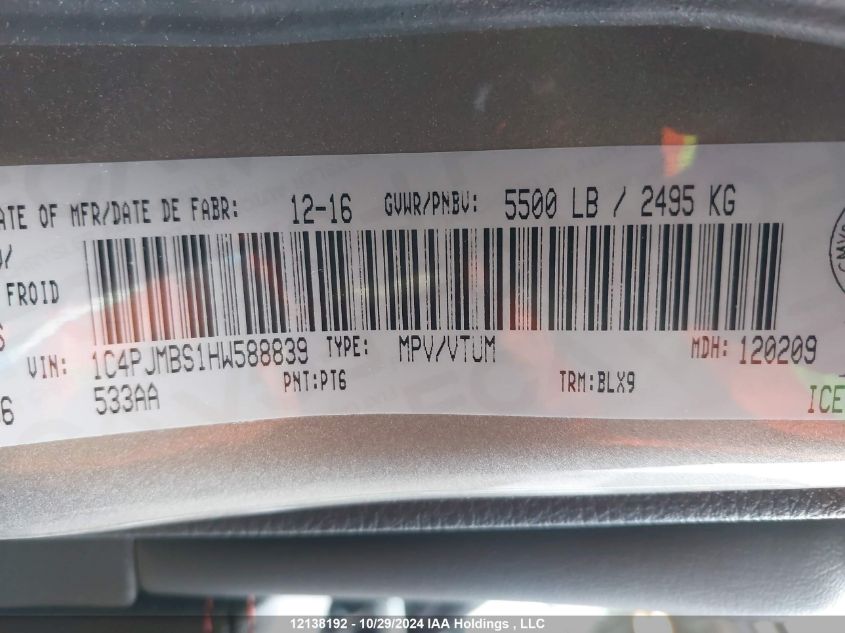 ATE OF MFR/DATE DE FABR: 12-16 GVWR/PNBV: 5500 LB / 2495 KG
FROID
VIN: 1C4PJMBS1HW588839 TYPE: MPV/VTUM MDH: 120209
533AA PNT:PT6 TRM:BLX9 ICE
12138192 - 10/29/2024 IAA Holdings, LLC